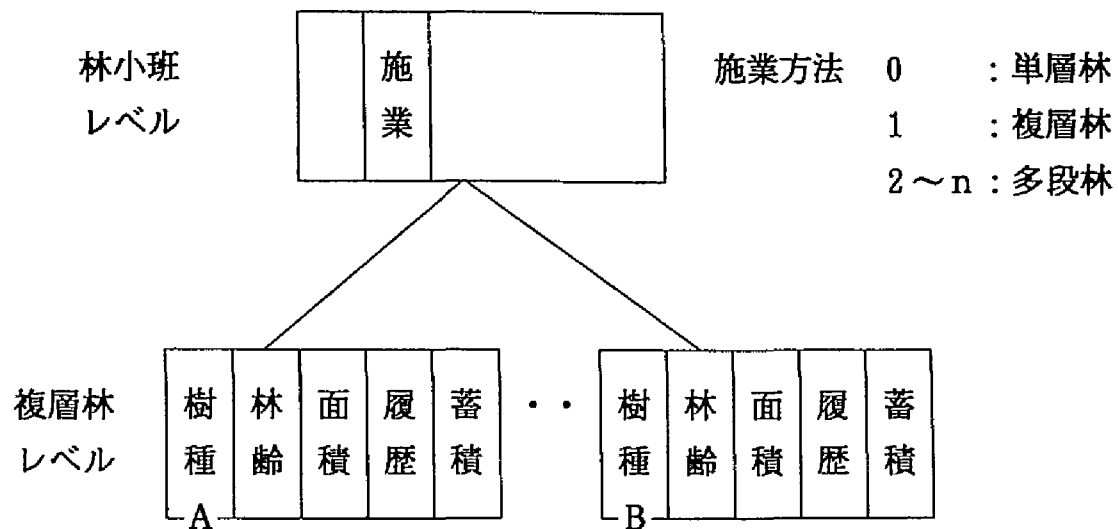 林小班
レベル
施業
施業方法 0 :単層林
1 :複層林
2~n:多段林
複層林
レベル
樹種A 林齢 面積 履歴 蓄積 ・・ 樹種B 林齢 面積 履歴 蓄積